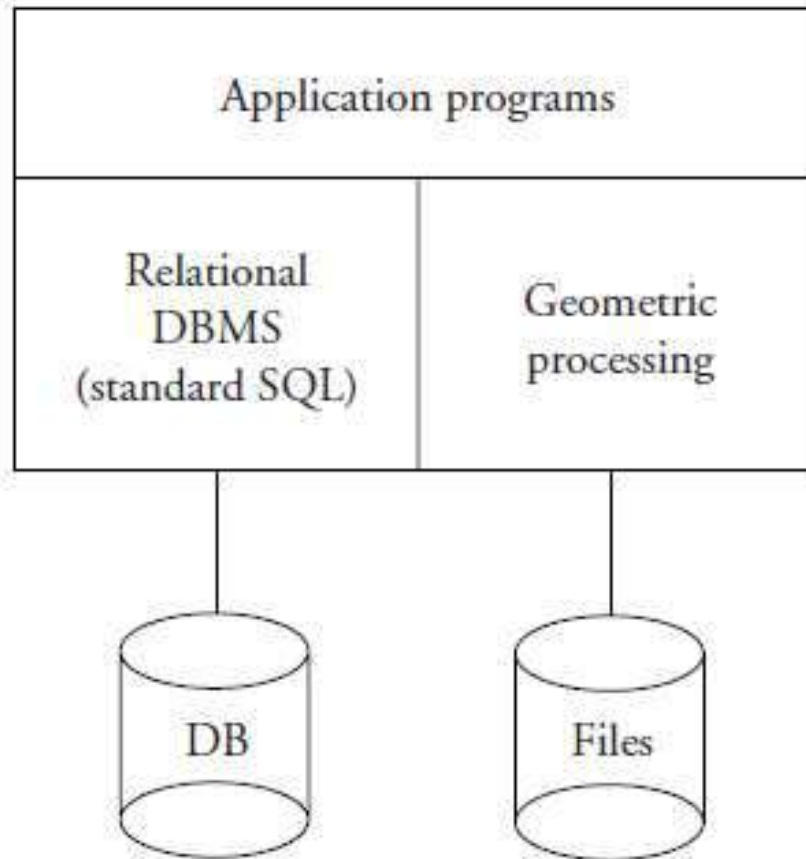 Application programs
Relational
DBMS
(standard SQL)
Geometric
processing
DB
Files